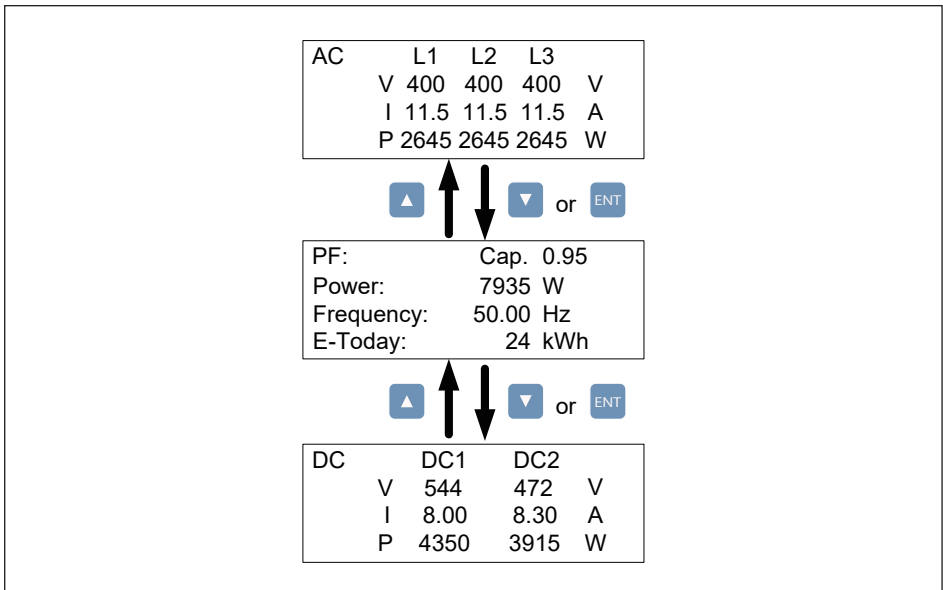 AC L1 L2 L3
V 400 400 400 V
I 11.5 11.5 11.5 A
P 2645 2645 2645 W
or ENT
PF: Cap. 0.95
Power: 7935 W
Frequency: 50.00 Hz
E-Today: 24 kWh
or ENT
DC DC1 DC2
V 544 472 V
I 8.00 8.30 A
P 4350 3915 W